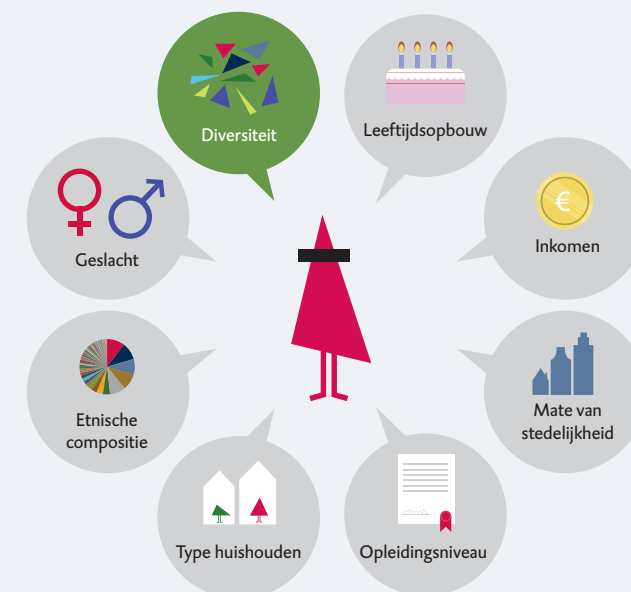 Diversiteit
Leeftijdsopbouw
Geslacht
€
Inkomen
Etnische
compositie
Mate van
stedelijkheid
Type huishouden
Opleidingsniveau